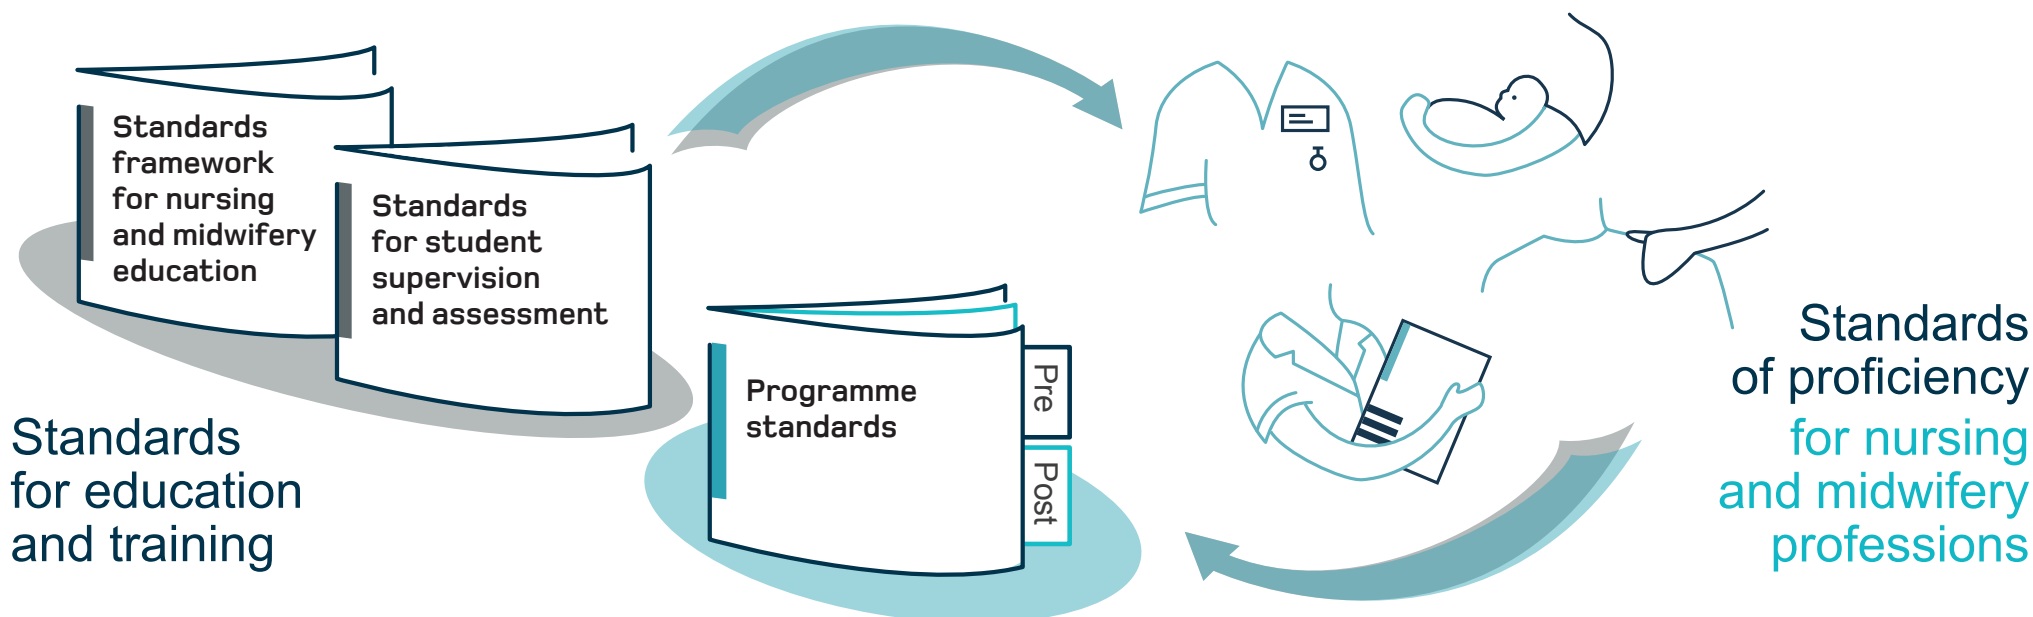 Standards
framework
for nursing
and midwifery
education
Standards
for student
supervision
and assessment
Programme
standards
Pre
Post
Standards
for education
and training
Standards
of proficiency
for nursing
and midwifery
professions